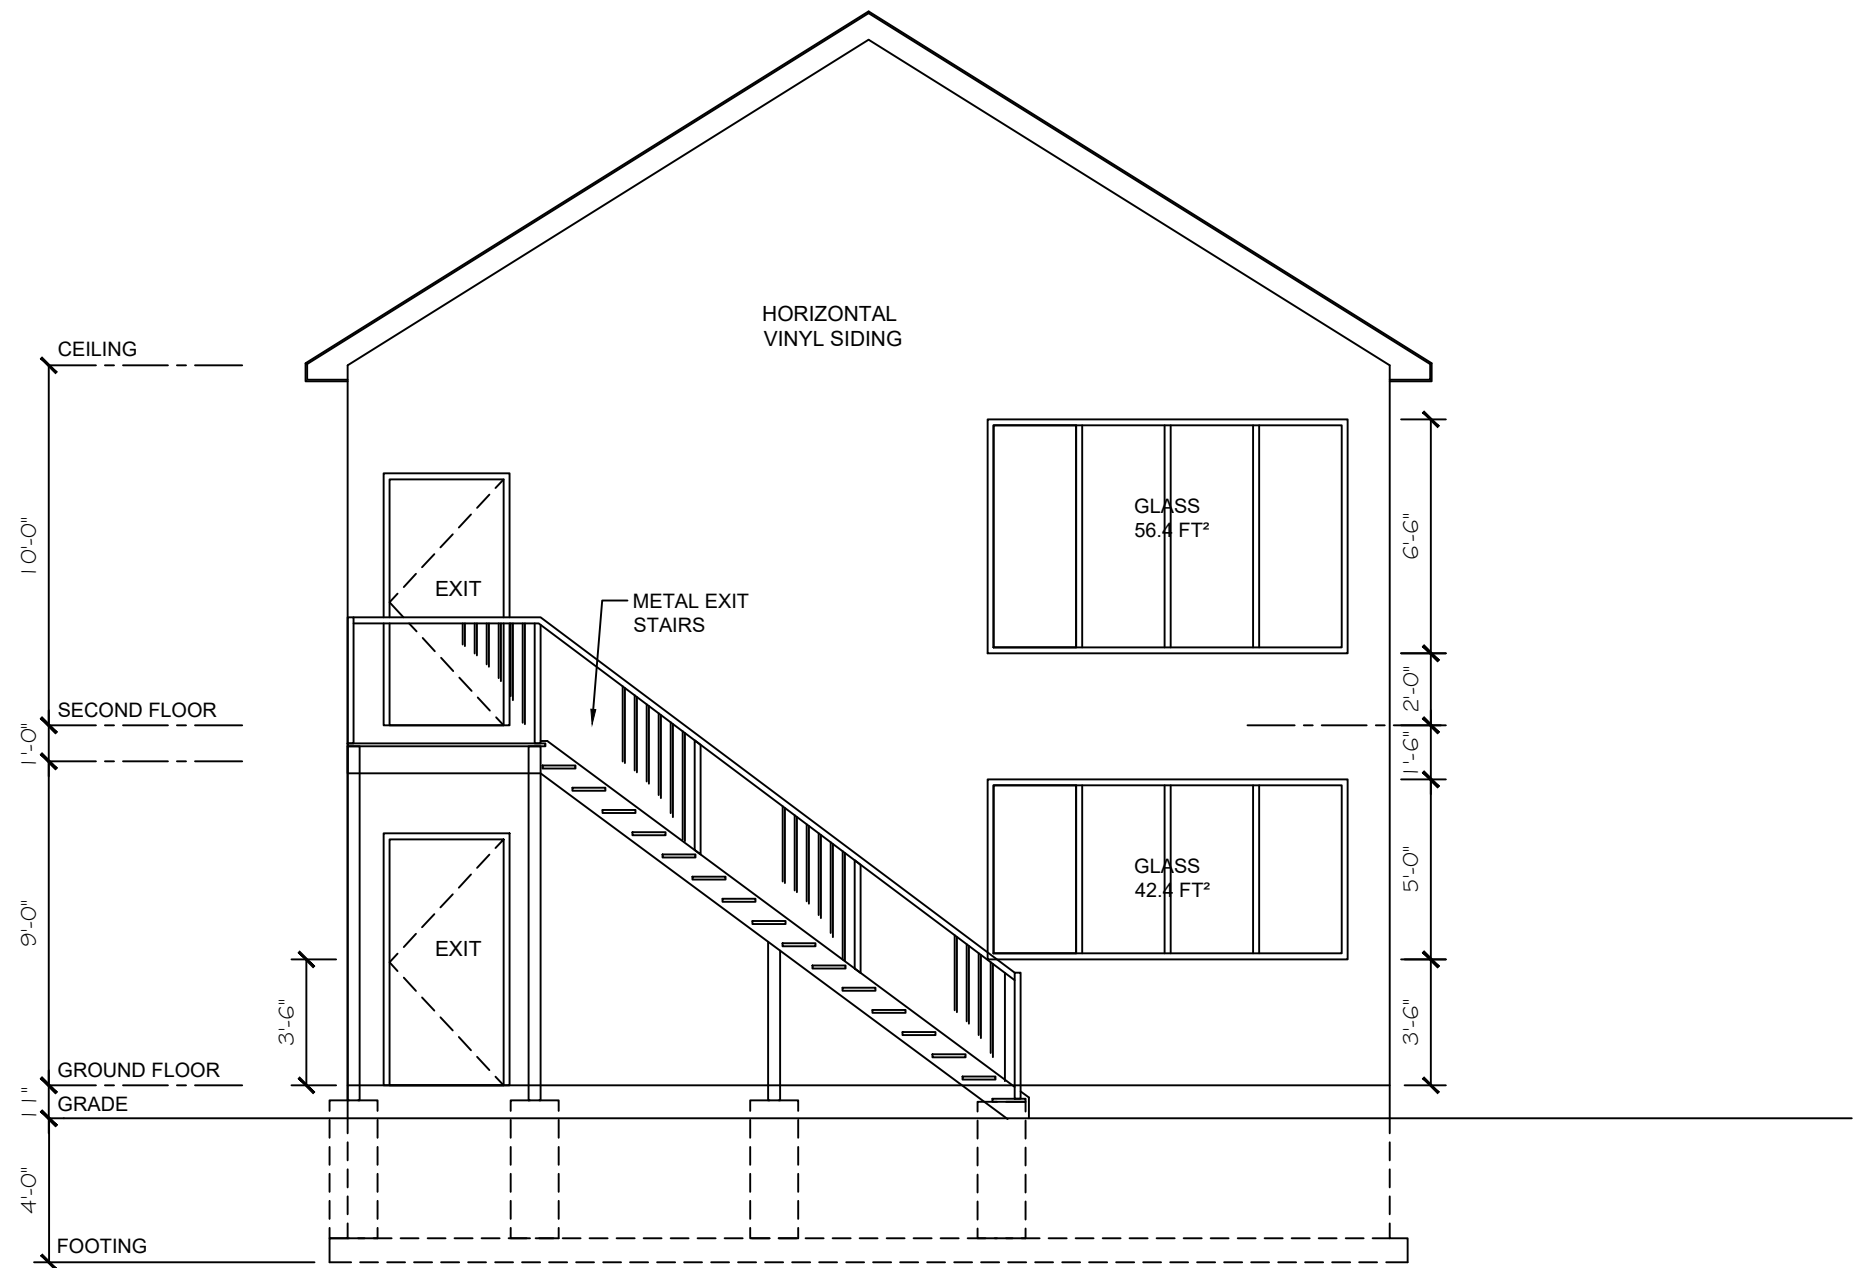 HORIZONTAL
VINYL SIDING
CEILING
10'-0"
6'-6"
GLASS
56.4 FT²
EXIT
METAL EXIT
STAIRS
SECOND FLOOR
2'-0"
1'-0"
1'-6"
GLASS
42.4 FT²
5'-0"
9'-0"
EXIT
3'-6"
3'-6"
GROUND FLOOR
11"
GRADE
4'-0"
FOOTING